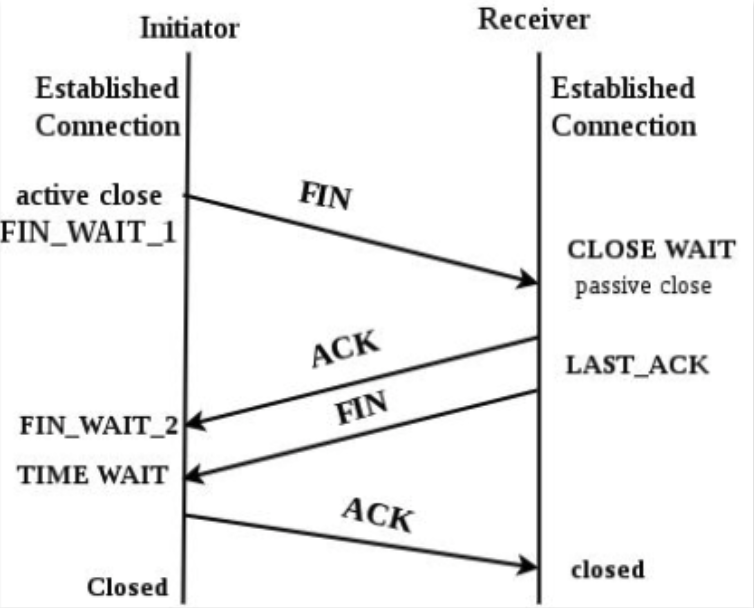 Initiator
Receiver
Established
Connection
Established
Connection
active close
FIN_WAIT_1
FIN
CLOSE WAIT
passive close
ACK
LAST_ACK
FIN
FIN_WAIT_2
TIME WAIT
ACK
closed
Closed